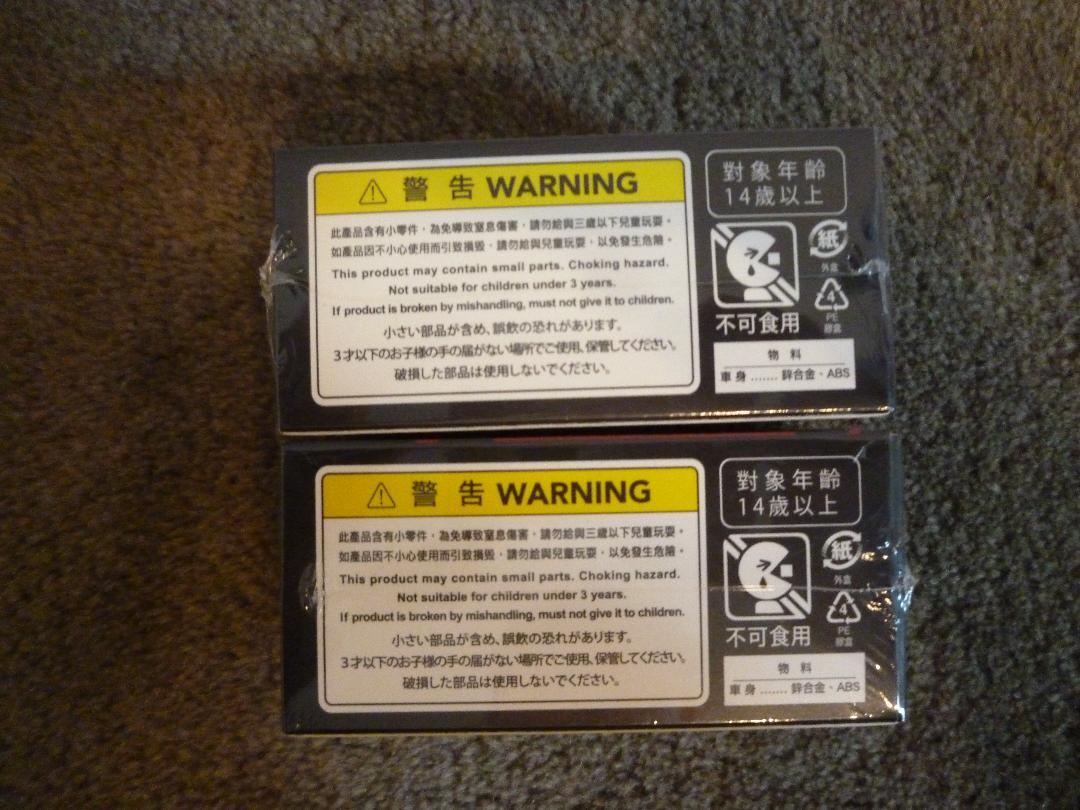 警告 WARNING
此產品含有小零件，為免導致窒息傷害，請勿給與三歲以下兒童玩耍。
如產品因不小心使用而引致損毀，請勿給與兒童玩耍，以免發生危險。
This product may contain small parts. Choking hazard.
Not suitable for children under 3 years.
If product is broken by mishandling, must not give it to children.
小さい部品が含め、誤飲の恐れがあります。
3才以下のお子様の手の届がない場所でご使用、保管してください。
破損した部品は使用しないでください。
對象年齡
14歲以上
紙
外盒
4
PE
膠盒
不可食用
物料
車身.......鋅合金、ABS
警告 WARNING
此產品含有小零件，為免導致窒息傷害，請勿給與三歲以下兒童玩耍。
如產品因不小心使用而引致損毀，請勿給與兒童玩耍，以免發生危險。
This product may contain small parts. Choking hazard.
Not suitable for children under 3 years.
If product is broken by mishandling, must not give it to children.
小さい部品が含め、誤飲の恐れがあります。
3才以下のお子様の手の届がない場所でご使用、保管してください。
破損した部品は使用しないでください。
對象年齡
14歲以上
紙
外盒
4
PE
膠盒
不可食用
物料
車身.......鋅合金、ABS